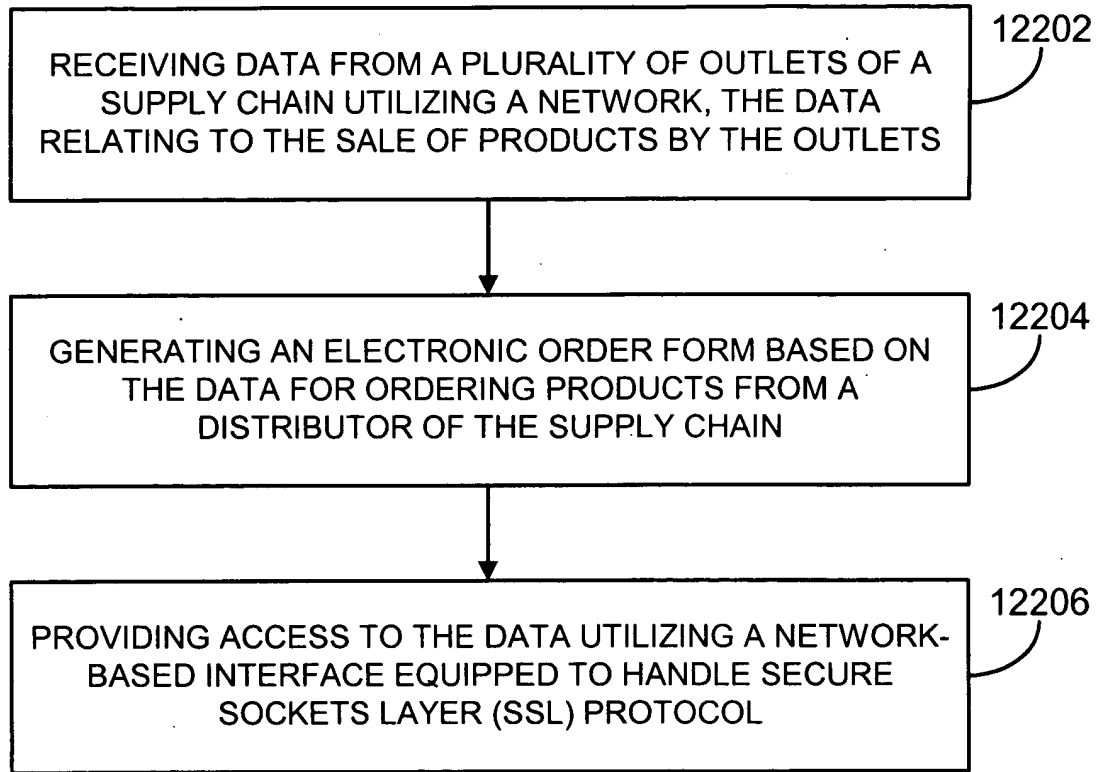 12202
RECEIVING DATA FROM A PLURALITY OF OUTLETS OF A
SUPPLY CHAIN UTILIZING A NETWORK, THE DATA
RELATING TO THE SALE OF PRODUCTS BY THE OUTLETS
12204
GENERATING AN ELECTRONIC ORDER FORM BASED ON
THE DATA FOR ORDERING PRODUCTS FROM A
DISTRIBUTOR OF THE SUPPLY CHAIN
12206
PROVIDING ACCESS TO THE DATA UTILIZING A NETWORK-
BASED INTERFACE EQUIPPED TO HANDLE SECURE
SOCKETS LAYER (SSL) PROTOCOL